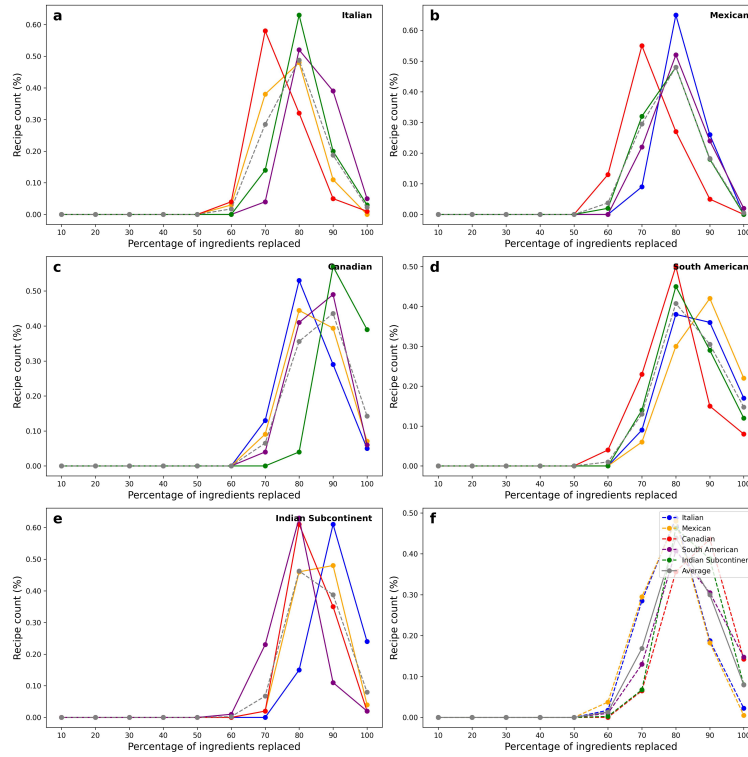 a
Italian
Recipe count (%)
0.60
0.50
0.40
0.30
0.20
0.10
0.00
10 20 30 40 50 60 70 80 90 100
Percentage of ingredients replaced
b
Mexican
Recipe count (%)
0.60
0.50
0.40
0.30
0.20
0.10
0.00
10 20 30 40 50 60 70 80 90 100
Percentage of ingredients replaced
c
Canadian
Recipe count (%)
0.50
0.40
0.30
0.20
0.10
0.00
10 20 30 40 50 60 70 80 90 100
Percentage of ingredients replaced
d
South American
Recipe count (%)
0.50
0.40
0.30
0.20
0.10
0.00
10 20 30 40 50 60 70 80 90 100
Percentage of ingredients replaced
e
Indian Subcontinent
Recipe count (%)
0.60
0.50
0.40
0.30
0.20
0.10
0.00
10 20 30 40 50 60 70 80 90 100
Percentage of ingredients replaced
f
Italian
Mexican
Canadian
South American
Indian Subcontinent
Average
Recipe count (%)
0.50
0.40
0.30
0.20
0.10
0.00
10 20 30 40 50 60 70 80 90 100
Percentage of ingredients replaced